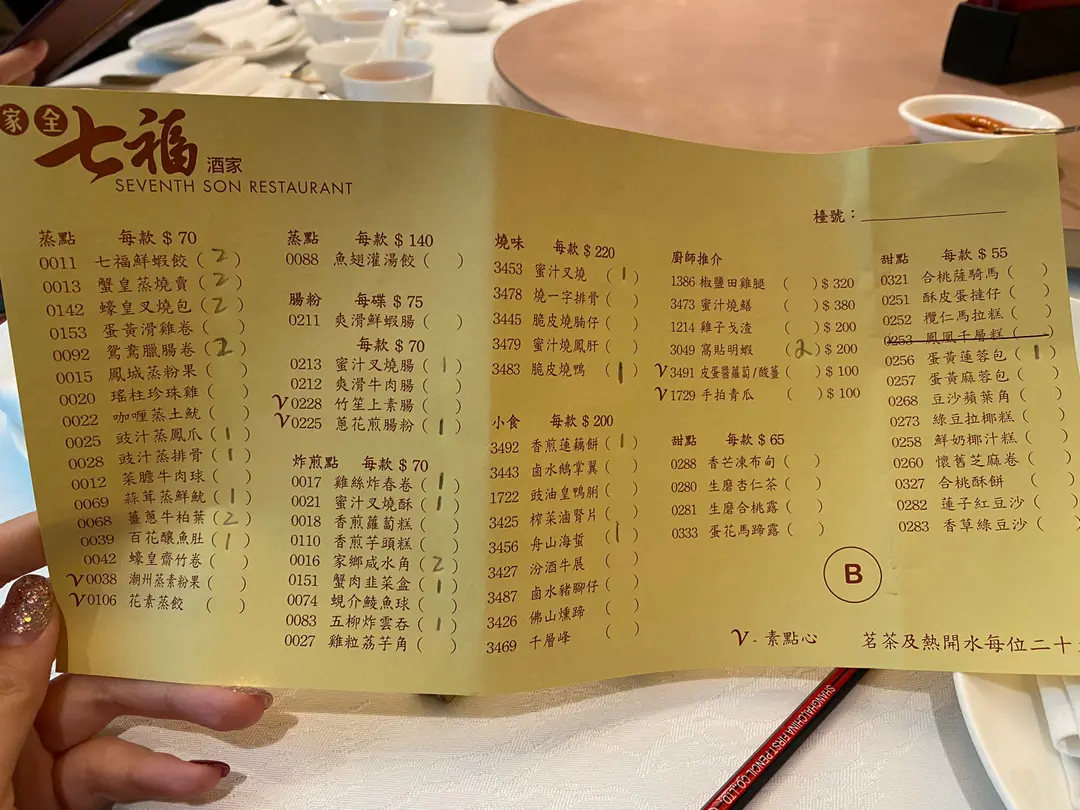 家全七福酒家
SEVENTH SON RESTAURANT
檯號：
蒸點 每款 $ 70
0011 七福鮮蝦餃 ( 2 )
0013 蟹皇蒸燒賣 ( 2 )
0142 蠔皇叉燒包 ( 2 )
0153 蛋黃滑雞卷 ( )
0092 鴛鴦臘腸卷 ( 2 )
0015 鳳城蒸粉果 ( )
0020 瑤柱珍珠雞 ( )
0022 咖喱蒸土魷 ( )
0025 豉汁蒸鳳爪 ( 1 )
0028 豉汁蒸排骨 ( 1 )
0012 菜膽牛肉球 ( )
0069 蒜茸蒸鮮魷 ( 1 )
0068 薑蔥牛柏葉 ( 2 )
0039 百花釀魚肚 ( 1 )
0042 蠔皇齋竹卷 ( )
V 0038 潮州蒸素粉果 ( )
V 0106 花素蒸餃 ( )
蒸點 每款 $ 140
0088 魚翅灌湯餃 ( )
腸粉 每碟 $ 75
0211 爽滑鮮蝦腸 ( )
每款 $ 70
0213 蜜汁叉燒腸 ( 1 )
0212 爽滑牛肉腸 ( )
V 0228 竹笙上素腸 ( )
V 0225 蔥花煎腸粉 ( 1 )
炸煎點 每款 $ 70
0017 雞絲炸春卷 ( 1 )
0021 蜜汁叉燒酥 ( 1 )
0018 香煎蘿蔔糕 ( )
0110 香煎芋頭糕 ( )
0016 家鄉咸水角 ( 2 )
0151 蟹肉韭菜盒 ( 1 )
0074 蜆介鯪魚球 ( )
0083 五柳炸雲吞 ( 1 )
0027 雞粒荔芋角 ( )
燒味 每款 $ 220
3453 蜜汁叉燒 ( 1 )
3478 燒一字排骨 ( )
3445 脆皮燒腩仔 ( )
3479 蜜汁燒鳳肝 ( )
3483 脆皮燒鴨 ( 1 )
小食 每款 $ 200
3492 香煎蓮藕餅 ( 1 )
3443 鹵水鵝掌翼 ( )
1722 豉油皇鴨脷 ( )
3425 榨菜滷腎片 ( )
3456 舟山海蜇 ( 1 )
3427 汾酒牛展 ( )
3487 鹵水豬腳仔 ( )
3426 佛山燻蹄 ( )
3469 千層峰 ( )
廚師推介
1386 椒鹽田雞腿 ( ) $ 320
3473 蜜汁燒鱔 ( ) $ 380
1214 雞子戈渣 ( ) $ 200
3049 窩貼明蝦 ( 2 ) $ 200
V 3491 皮蛋醬蘿蔔/酸薑 ( ) $ 100
V 1729 手拍青瓜 ( ) $ 100
甜點 每款 $ 65
0288 香芒凍布甸 ( )
0280 生磨杏仁茶 ( )
0281 生磨合桃露 ( )
0333 蛋花馬蹄露 ( )
甜點 每款 $ 55
0321 合桃薩騎馬 ( )
0251 酥皮蛋撻仔 ( )
0252 欖仁馬拉糕 ( )
0253 鳳凰千層糕 ( )
0256 蛋黃蓮蓉包 ( 1 )
0257 蛋黃麻蓉包 ( )
0268 豆沙蘋葉角 ( )
0273 綠豆拉椰糕 ( )
0258 鮮奶椰汁糕 ( )
0260 懷舊芝麻卷 ( )
0327 合桃酥餅 ( )
0282 蓮子紅豆沙 ( )
0283 香草綠豆沙 ( )
B
V - 素點心 茗茶及熱開水每位二十
SHANGHAI,CHINA FIRST PENCIL CO.,LTD.